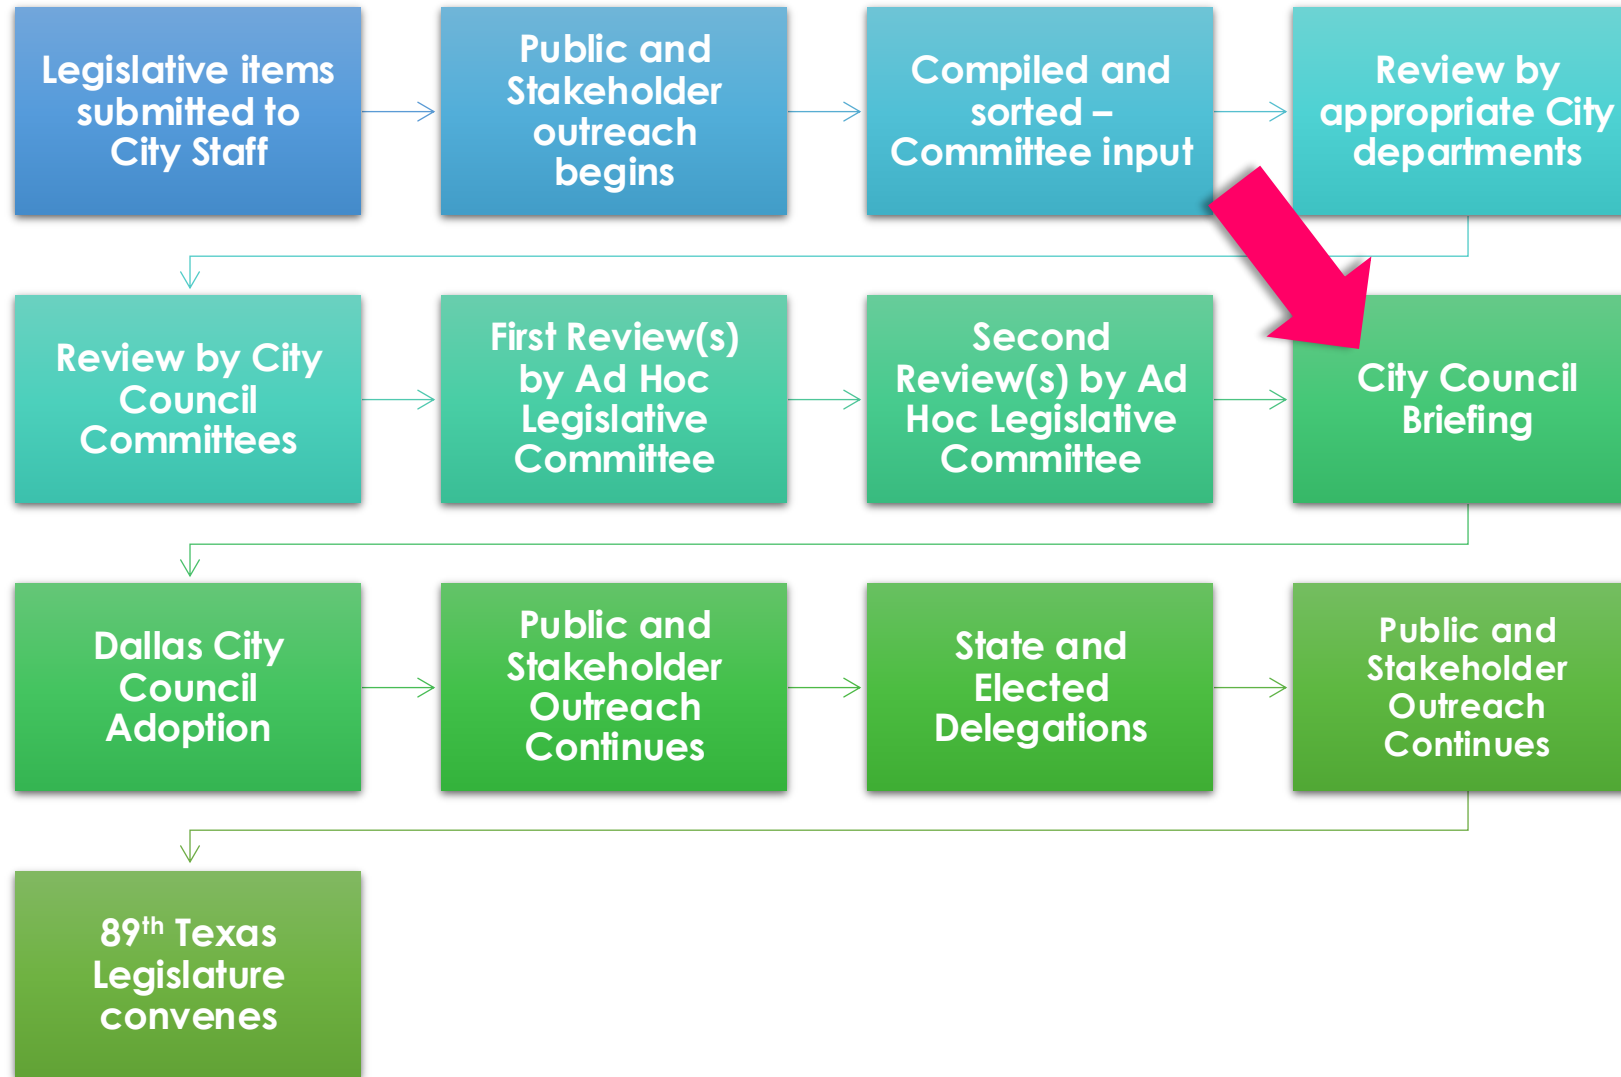 Legislative items
submitted to
City Staff
Public and
Stakeholder
outreach
begins
Compiled and
sorted –
Committee input
Review by
appropriate City
departments
Review by City
Council
Committees
First Review(s)
by Ad Hoc
Legislative
Committee
Second
Review(s) by Ad
Hoc Legislative
Committee
City Council
Briefing
Dallas City
Council
Adoption
Public and
Stakeholder
Outreach
Continues
State and
Elected
Delegations
Public and
Stakeholder
Outreach
Continues
89th Texas
Legislature
convenes